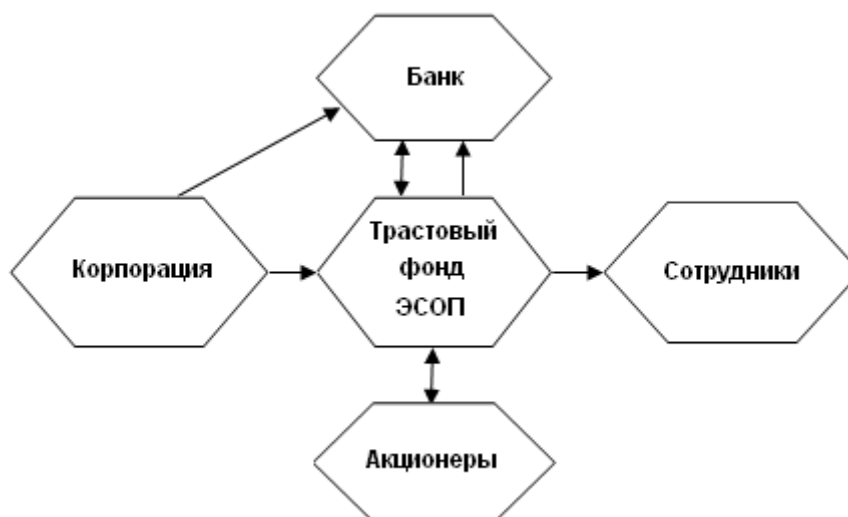 Банк
Корпорация
Трастовый
фонд
ЭСОП
Сотрудники
Акционеры